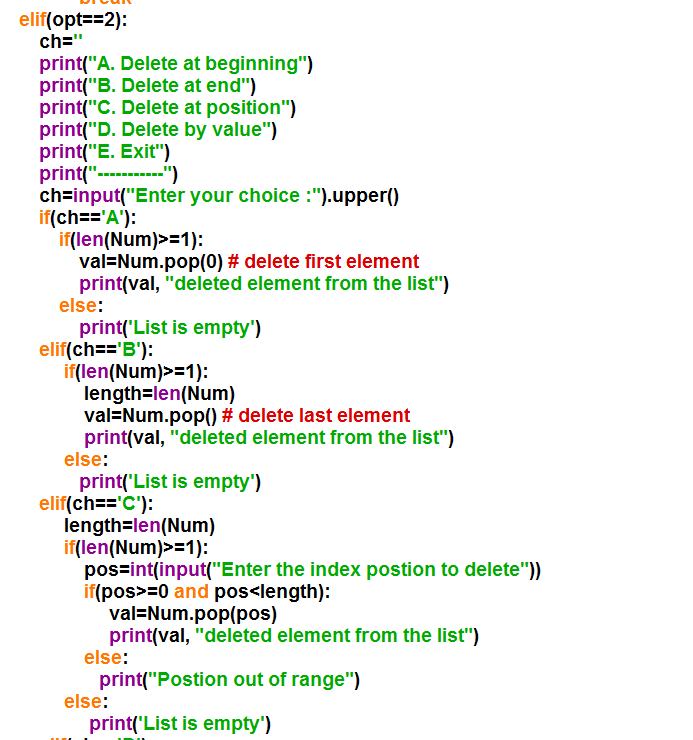 break
elif(opt==2):
ch=''
print("A. Delete at beginning")
print("B. Delete at end")
print("C. Delete at position")
print("D. Delete by value")
print("E. Exit")
print("-----------")
ch=input("Enter your choice :").upper()
if(ch=='A'):
if(len(Num)>=1):
val=Num.pop(0) # delete first element
print(val, "deleted element from the list")
else:
print('List is empty')
elif(ch=='B'):
if(len(Num)>=1):
length=len(Num)
val=Num.pop() # delete last element
print(val, "deleted element from the list")
else:
print('List is empty')
elif(ch=='C'):
length=len(Num)
if(len(Num)>=1):
pos=int(input("Enter the index postion to delete"))
if(pos>=0 and pos<length):
val=Num.pop(pos)
print(val, "deleted element from the list")
else:
print("Postion out of range")
else:
print('List is empty')